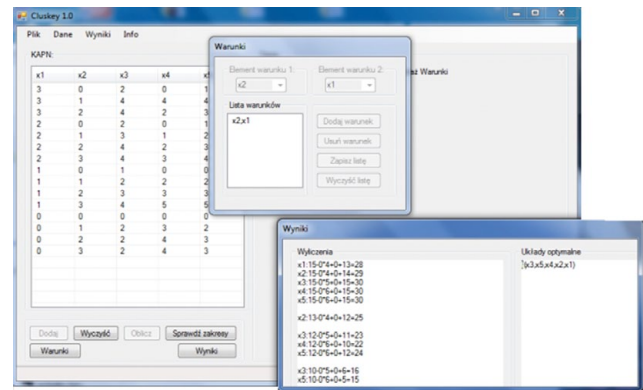 Cluskey 1.0
Plik Dane Wyniki Info
KAPN:
x1 x2 x3 x4
3 0 2 0 1
3 1 4 4 4
3 2 4 2 3
2 0 2 0 1
2 1 3 1 2
2 2 4 2 3
2 3 4 3 4
1 0 1 0 0
1 1 2 2 2
1 2 3 3 3
1 3 4 5 5
0 0 0 0 0
0 1 2 3 2
0 2 2 4 3
0 3 2 4 3
Dodaj Wyczyść Oblicz Sprawdź zakresy
Warunki Wyniki
Warunki
Element warunku 1: Element warunku 2:
x2 x1
Lista warunków
x2;x1
Dodaj warunek
Usuń warunek
Zapisz listę
Wyczyść listę
Warunki
Wyniki
Wyliczenia
x1:15-0*4+0+13=28
x2:15-0*4+0+14=29
x3:15-0*5+0+15=30
x4:15-0*6+0+15=30
x5:15-0*6+0+15=30
x2:13-0*4+0+12=25
x3:12-0*5+0+11=23
x4:12-0*6+0+10=22
x5:12-0*6+0+12=24
x3:10-0*5+0+6=16
x5:10-0*6+0+5=15
Układy optymalne
(x3,x5,x4,x2,x1)